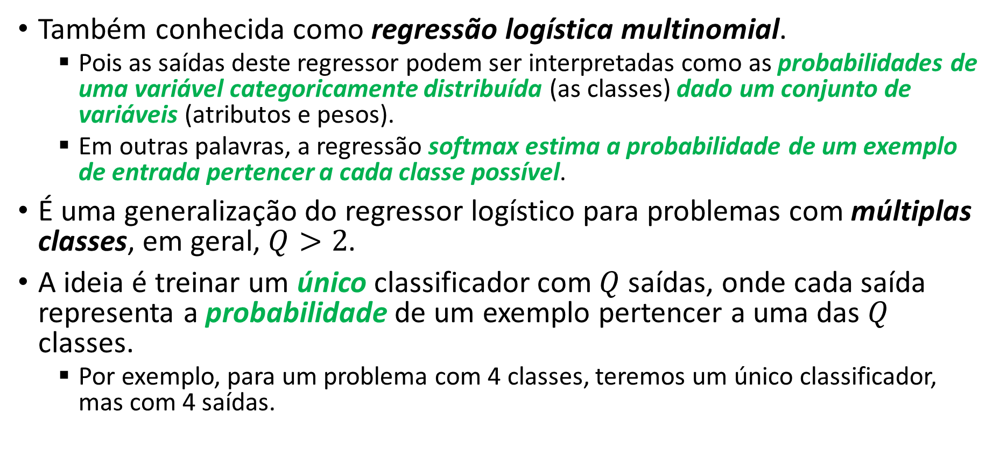 • Também conhecida como regressão logística multinomial.
▪ Pois as saídas deste regressor podem ser interpretadas como as probabilidades de
uma variável categoricamente distribuída (as classes) dado um conjunto de
variáveis (atributos e pesos).
▪ Em outras palavras, a regressão softmax estima a probabilidade de um exemplo
de entrada pertencer a cada classe possível.
• É uma generalização do regressor logístico para problemas com múltiplas
classes, em geral, Q > 2.
• A ideia é treinar um único classificador com Q saídas, onde cada saída
representa a probabilidade de um exemplo pertencer a uma das Q
classes.
▪ Por exemplo, para um problema com 4 classes, teremos um único classificador,
mas com 4 saídas.